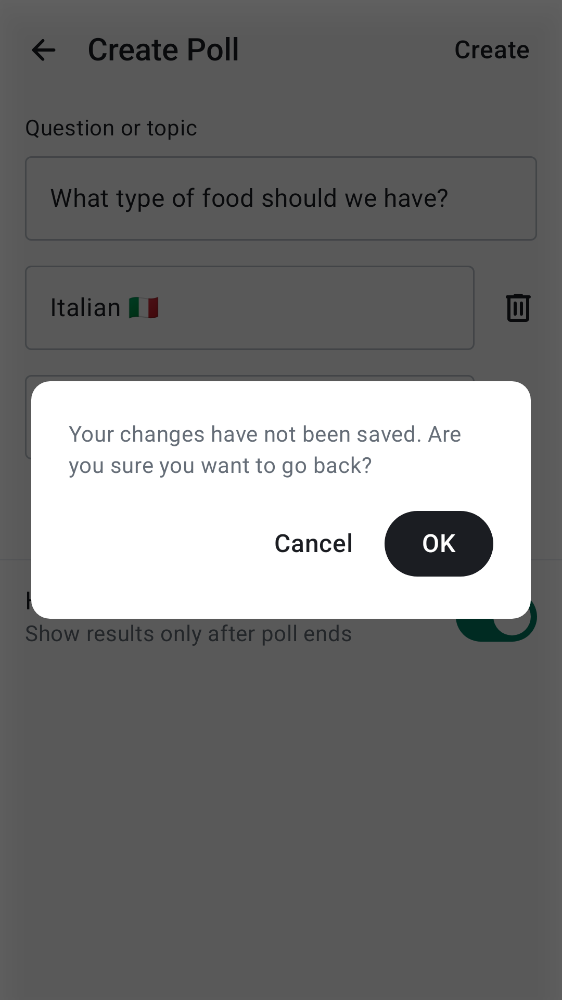 Create Poll
Create
Question or topic
What type of food should we have?
Italian 🇮🇹
Your changes have not been saved. Are
you sure you want to go back?
Cancel
OK
Show results only after poll ends